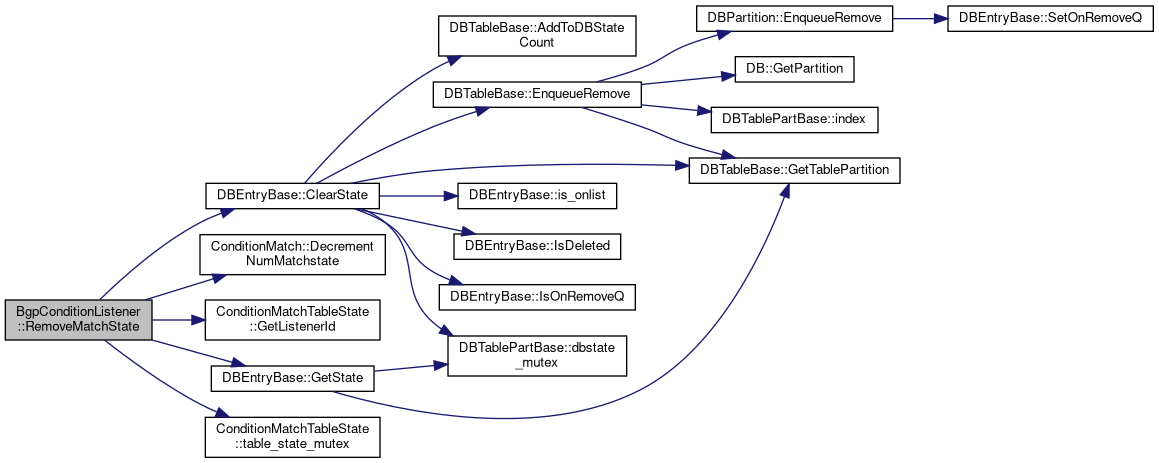 BgpConditionListener
::RemoveMatchState
DBEntryBase::ClearState
ConditionMatch::Decrement
NumMatchstate
ConditionMatchTableState
::GetListenerId
DBEntryBase::GetState
ConditionMatchTableState
::table_state_mutex
DBTableBase::AddToDBState
Count
DBTableBase::EnqueueRemove
DBEntryBase::is_onlist
DBEntryBase::IsDeleted
DBEntryBase::IsOnRemoveQ
DBTablePartBase::dbstate
_mutex
DBPartition::EnqueueRemove
DB::GetPartition
DBTablePartBase::index
DBTableBase::GetTablePartition
DBEntryBase::SetOnRemoveQ